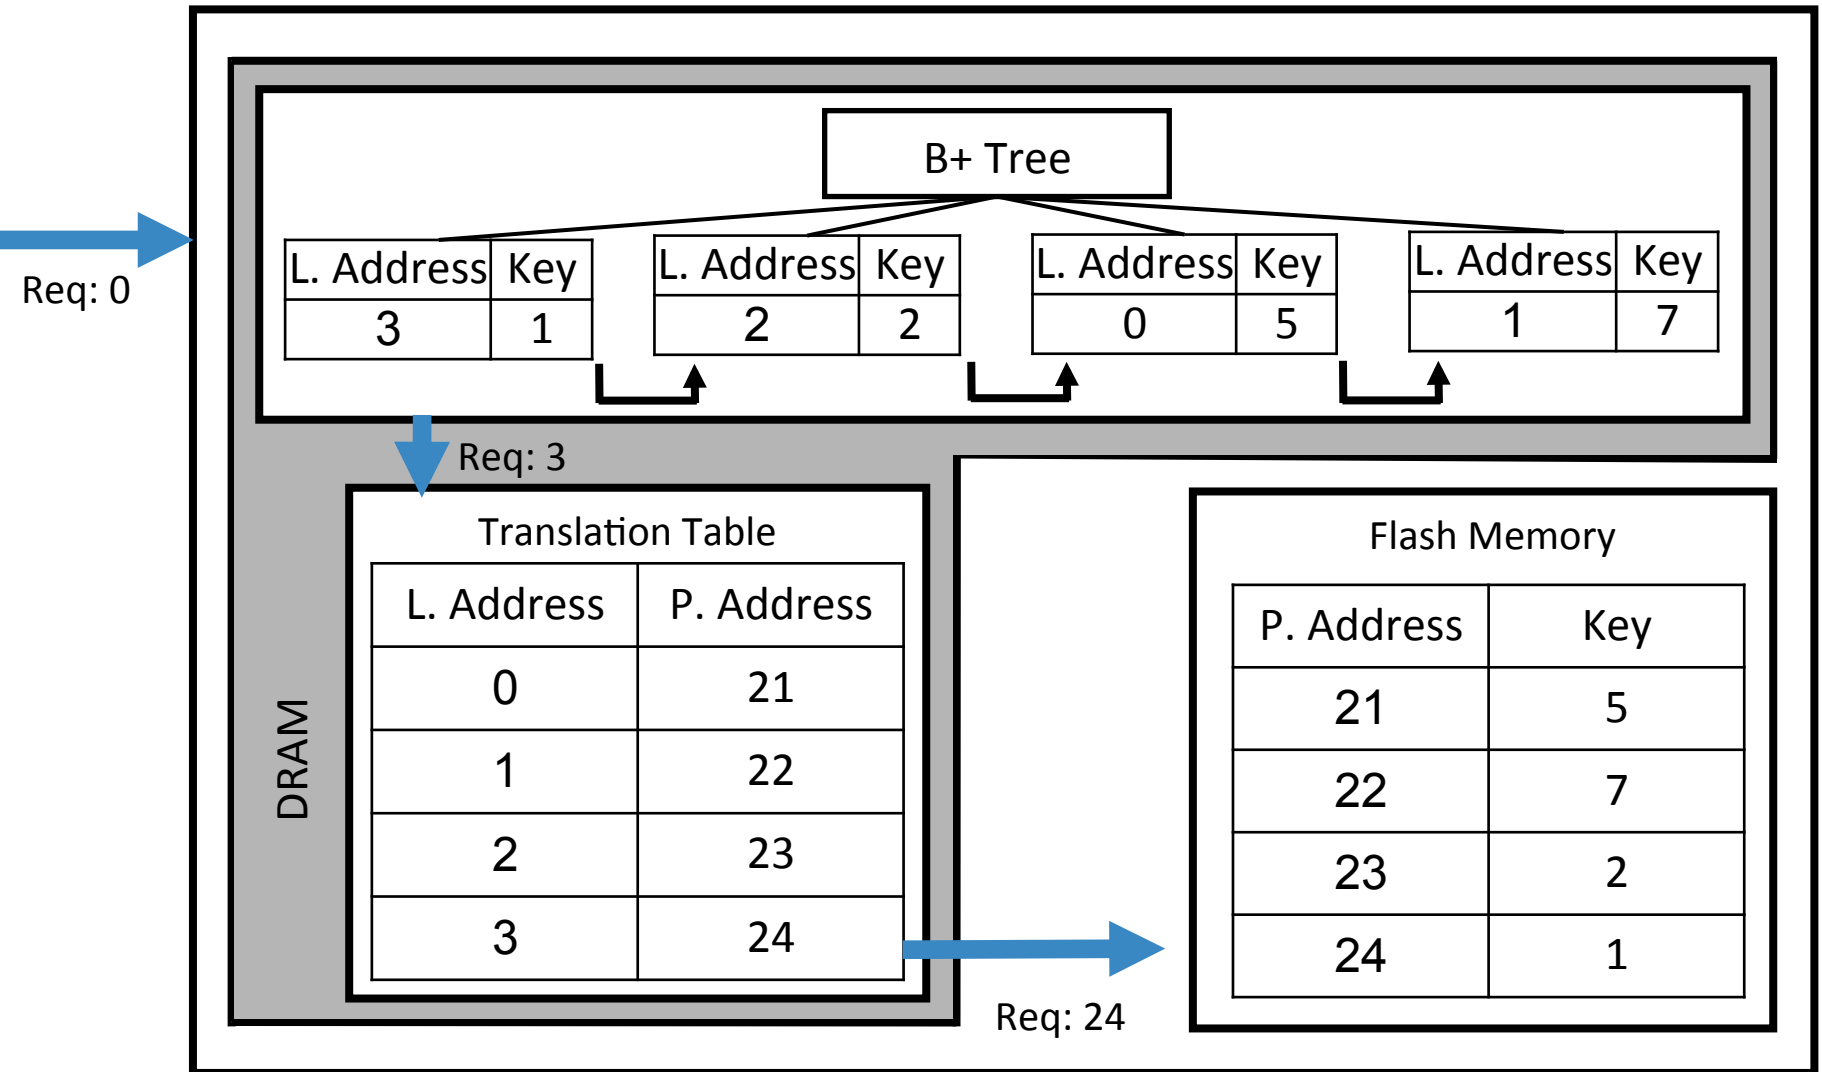 B+ Tree
L. Address Key L. Address Key L. Address Key L. Address Key
3 1 2 2 0 5 1 7
Req: 0
Req: 3
Translation Table
L. Address P. Address
0 21
1 22
2 23
3 24
DRAM
Req: 24
Flash Memory
P. Address Key
21 5
22 7
23 2
24 1